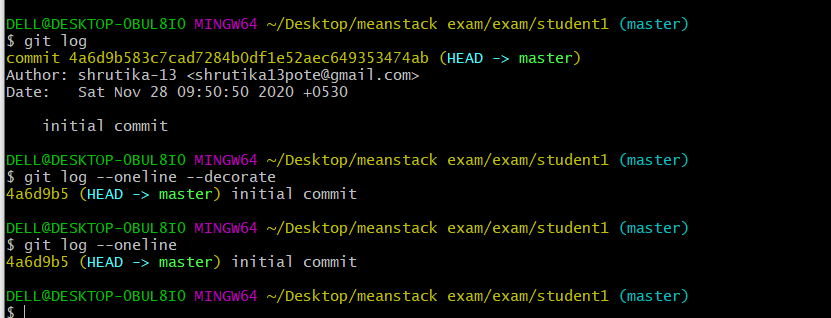 DELL@DESKTOP-OBUL8IO MINGW64 ~/Desktop/meanstack exam/exam/student1 (master)
$ git log
commit 4a6d9b583c7cad7284b0df1e52aec649353474ab (HEAD -> master)
Author: shrutika-13 <shrutika13pote@gmail.com>
Date:   Sat Nov 28 09:50:50 2020 +0530
    initial commit
DELL@DESKTOP-OBUL8IO MINGW64 ~/Desktop/meanstack exam/exam/student1 (master)
$ git log --oneline --decorate
4a6d9b5 (HEAD -> master) initial commit
DELL@DESKTOP-OBUL8IO MINGW64 ~/Desktop/meanstack exam/exam/student1 (master)
$ git log --oneline
4a6d9b5 (HEAD -> master) initial commit
DELL@DESKTOP-OBUL8IO MINGW64 ~/Desktop/meanstack exam/exam/student1 (master)
$